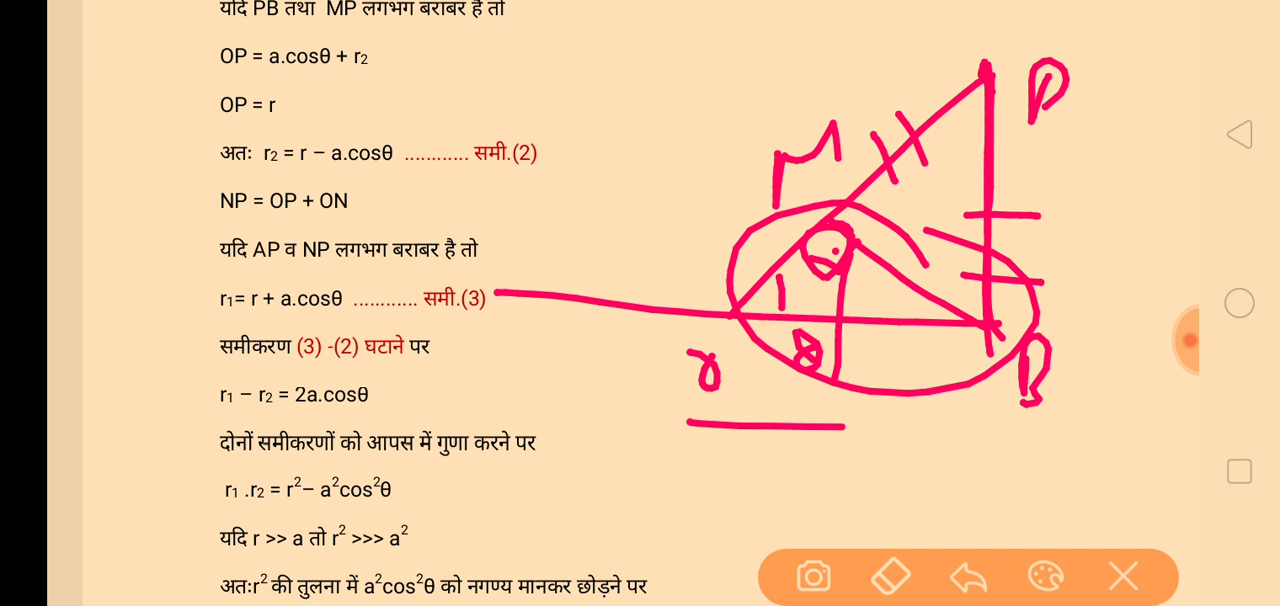 यदि PB तथा MP लगभग बराबर है तो
OP = a.cosθ + r₂
OP = r
अतः r₂ = r − a.cosθ ............ समी.(2)
NP = OP + ON
यदि AP व NP लगभग बराबर है तो
r₁= r + a.cosθ ............ समी.(3)
समीकरण (3) -(2) घटाने पर
r₁ − r₂ = 2a.cosθ
दोनों समीकरणों को आपस में गुणा करने पर
r₁ .r₂ = r²− a²cos²θ
यदि r >> a तो r² >>> a²
अतः r² की तुलना में a²cos²θ को नगण्य मानकर छोड़ने पर
M
P
B